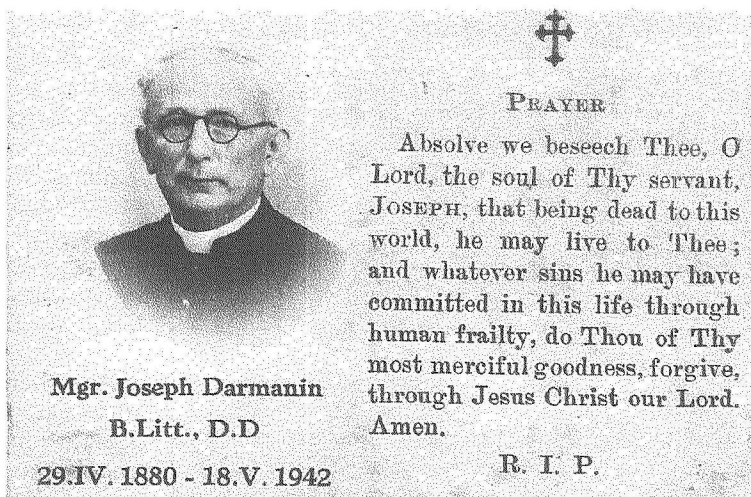 Mgr. Joseph Darmanin
B.Litt., D.D
29.IV. 1880 - 18.V. 1942
PRAYER
Absolve we beseech Thee, O
Lord, the soul of Thy servant,
JOSEPH, that being dead to this
world, he may live to Thee;
and whatever sins he may have
committed in this life through
human frailty, do Thou of Thy
most merciful goodness, forgive,
through Jesus Christ our Lord.
Amen.
R. I. P.